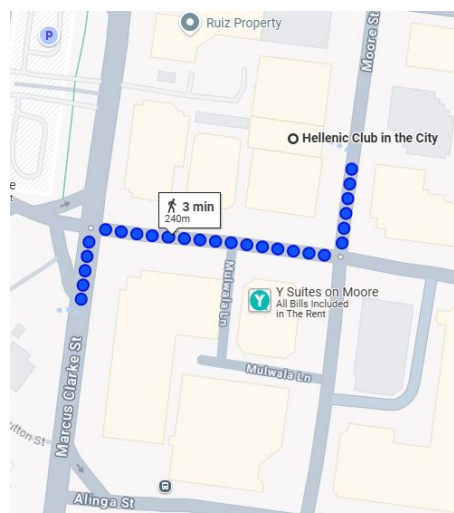 P
Ruiz Property
Moore St
Hellenic Club in the City
e
t
3 min
240m
Mulwala Ln
Y
Y Suites on Moore
All Bills Included
in The Rent
Mulwala Ln
Marcus Clarke St
Alinga St